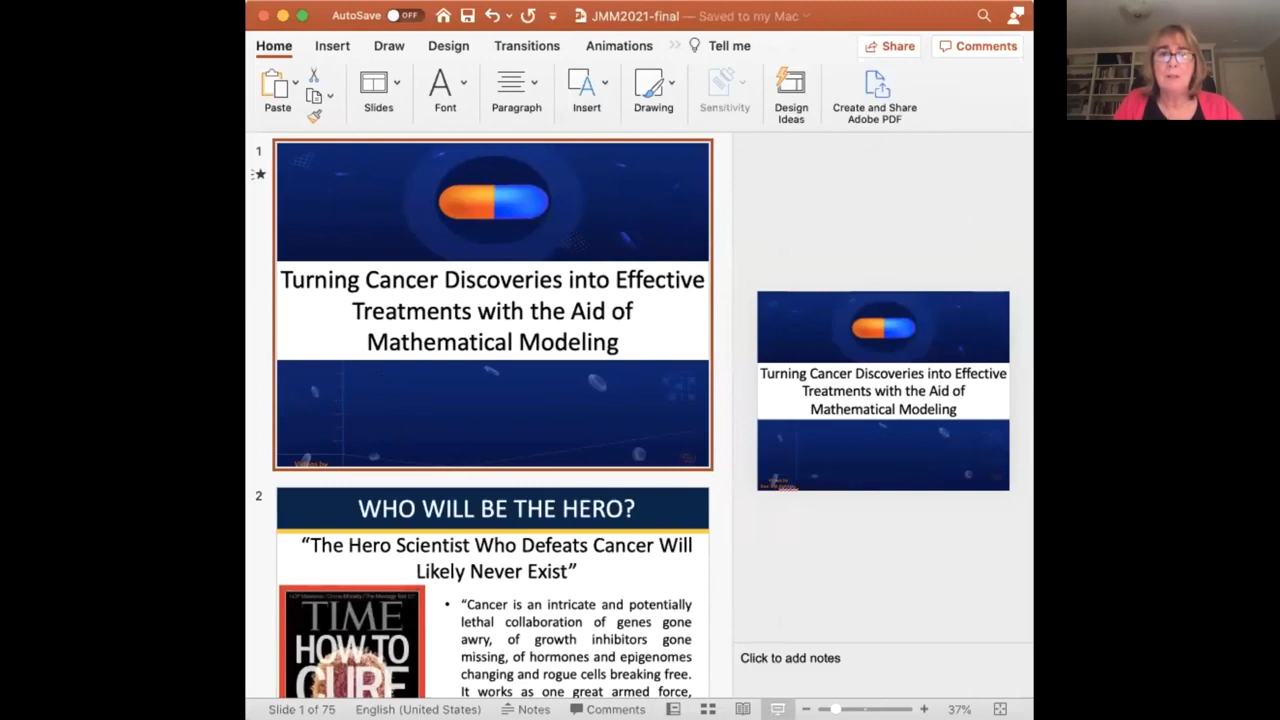 AutoSave OFF JMM2021-final — Saved to my Mac
Home Insert Draw Design Transitions Animations Tell me Share Comments
Paste Slides Font Paragraph Insert Drawing Sensitivity Design Ideas Create and Share Adobe PDF
1
Turning Cancer Discoveries into Effective
Treatments with the Aid of
Mathematical Modeling
Videos by
2
WHO WILL BE THE HERO?
“The Hero Scientist Who Defeats Cancer Will
Likely Never Exist”
TIME
HOW TO
CURE
• “Cancer is an intricate and potentially
lethal collaboration of genes gone
awry, of growth inhibitors gone
missing, of hormones and epigenomes
changing and rogue cells breaking free.
It works as one great armed force,
Turning Cancer Discoveries into Effective
Treatments with the Aid of
Mathematical Modeling
Click to add notes
Slide 1 of 75 English (United States) Notes Comments 37%